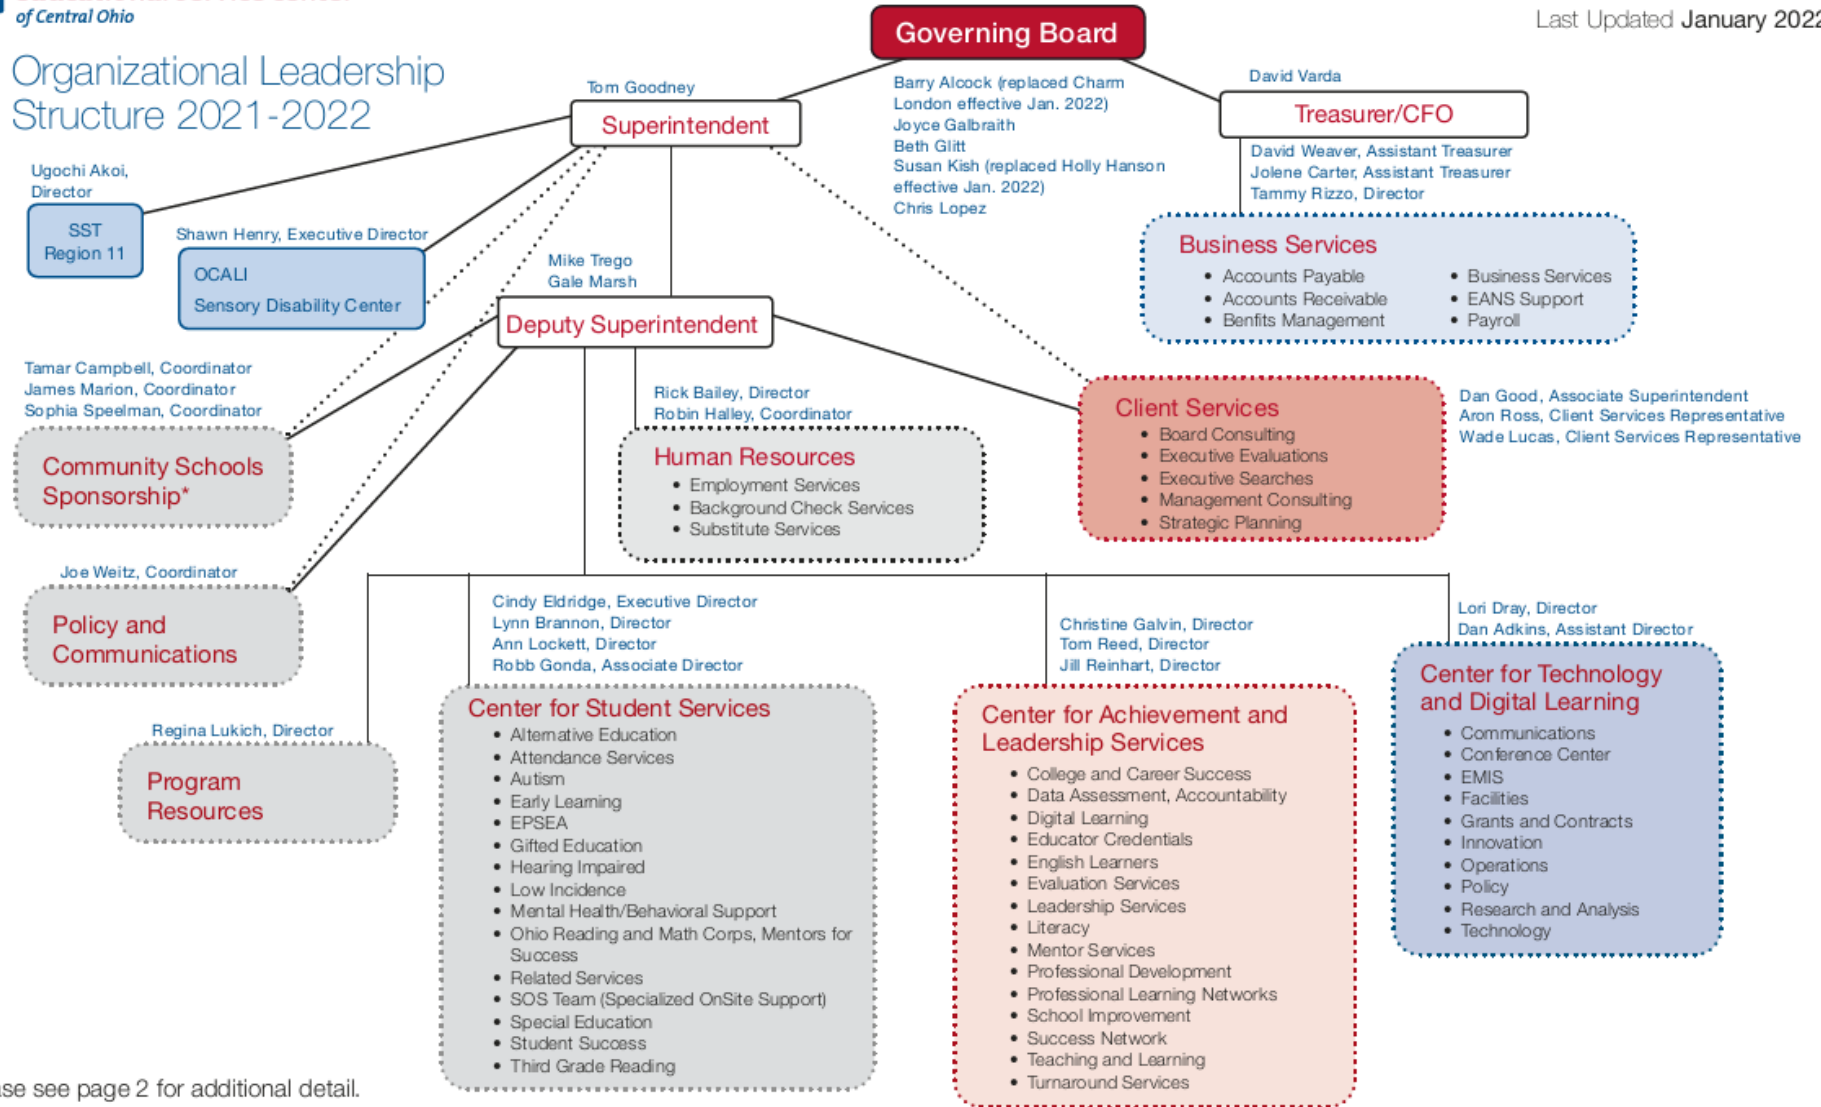 of Central Ohio
Last Updated January 2022
Organizational Leadership
Structure 2021-2022
Governing Board
Barry Alcock (replaced Charm
London effective Jan. 2022)
Joyce Galbraith
Beth Glitt
Susan Kish (replaced Holly Hanson
effective Jan. 2022)
Chris Lopez
Tom Goodney
Superintendent
David Varda
Treasurer/CFO
David Weaver, Assistant Treasurer
Jolene Carter, Assistant Treasurer
Tammy Rizzo, Director
Business Services
• Accounts Payable
• Accounts Receivable
• Benfits Management
• Business Services
• EANS Support
• Payroll
Ugochi Akoi,
Director
SST
Region 11
Shawn Henry, Executive Director
OCALI
Sensory Disability Center
Mike Trego
Gale Marsh
Deputy Superintendent
Tamar Campbell, Coordinator
James Marion, Coordinator
Sophia Speelman, Coordinator
Community Schools
Sponsorship*
Rick Bailey, Director
Robin Halley, Coordinator
Human Resources
• Employment Services
• Background Check Services
• Substitute Services
Client Services
• Board Consulting
• Executive Evaluations
• Executive Searches
• Management Consulting
• Strategic Planning
Dan Good, Associate Superintendent
Aron Ross, Client Services Representative
Wade Lucas, Client Services Representative
Joe Weitz, Coordinator
Policy and
Communications
Regina Lukich, Director
Program
Resources
Cindy Eldridge, Executive Director
Lynn Brannon, Director
Ann Lockett, Director
Robb Gonda, Associate Director
Center for Student Services
• Alternative Education
• Attendance Services
• Autism
• Early Learning
• EPSEA
• Gifted Education
• Hearing Impaired
• Low Incidence
• Mental Health/Behavioral Support
• Ohio Reading and Math Corps, Mentors for
Success
• Related Services
• SOS Team (Specialized OnSite Support)
• Special Education
• Student Success
• Third Grade Reading
Christine Galvin, Director
Tom Reed, Director
Jill Reinhart, Director
Center for Achievement and
Leadership Services
• College and Career Success
• Data Assessment, Accountability
• Digital Learning
• Educator Credentials
• English Learners
• Evaluation Services
• Leadership Services
• Literacy
• Mentor Services
• Professional Development
• Professional Learning Networks
• School Improvement
• Success Network
• Teaching and Learning
• Turnaround Services
Lori Dray, Director
Dan Adkins, Assistant Director
Center for Technology
and Digital Learning
• Communications
• Conference Center
• EMIS
• Facilities
• Grants and Contracts
• Innovation
• Operations
• Policy
• Research and Analysis
• Technology
see page 2 for additional detail.